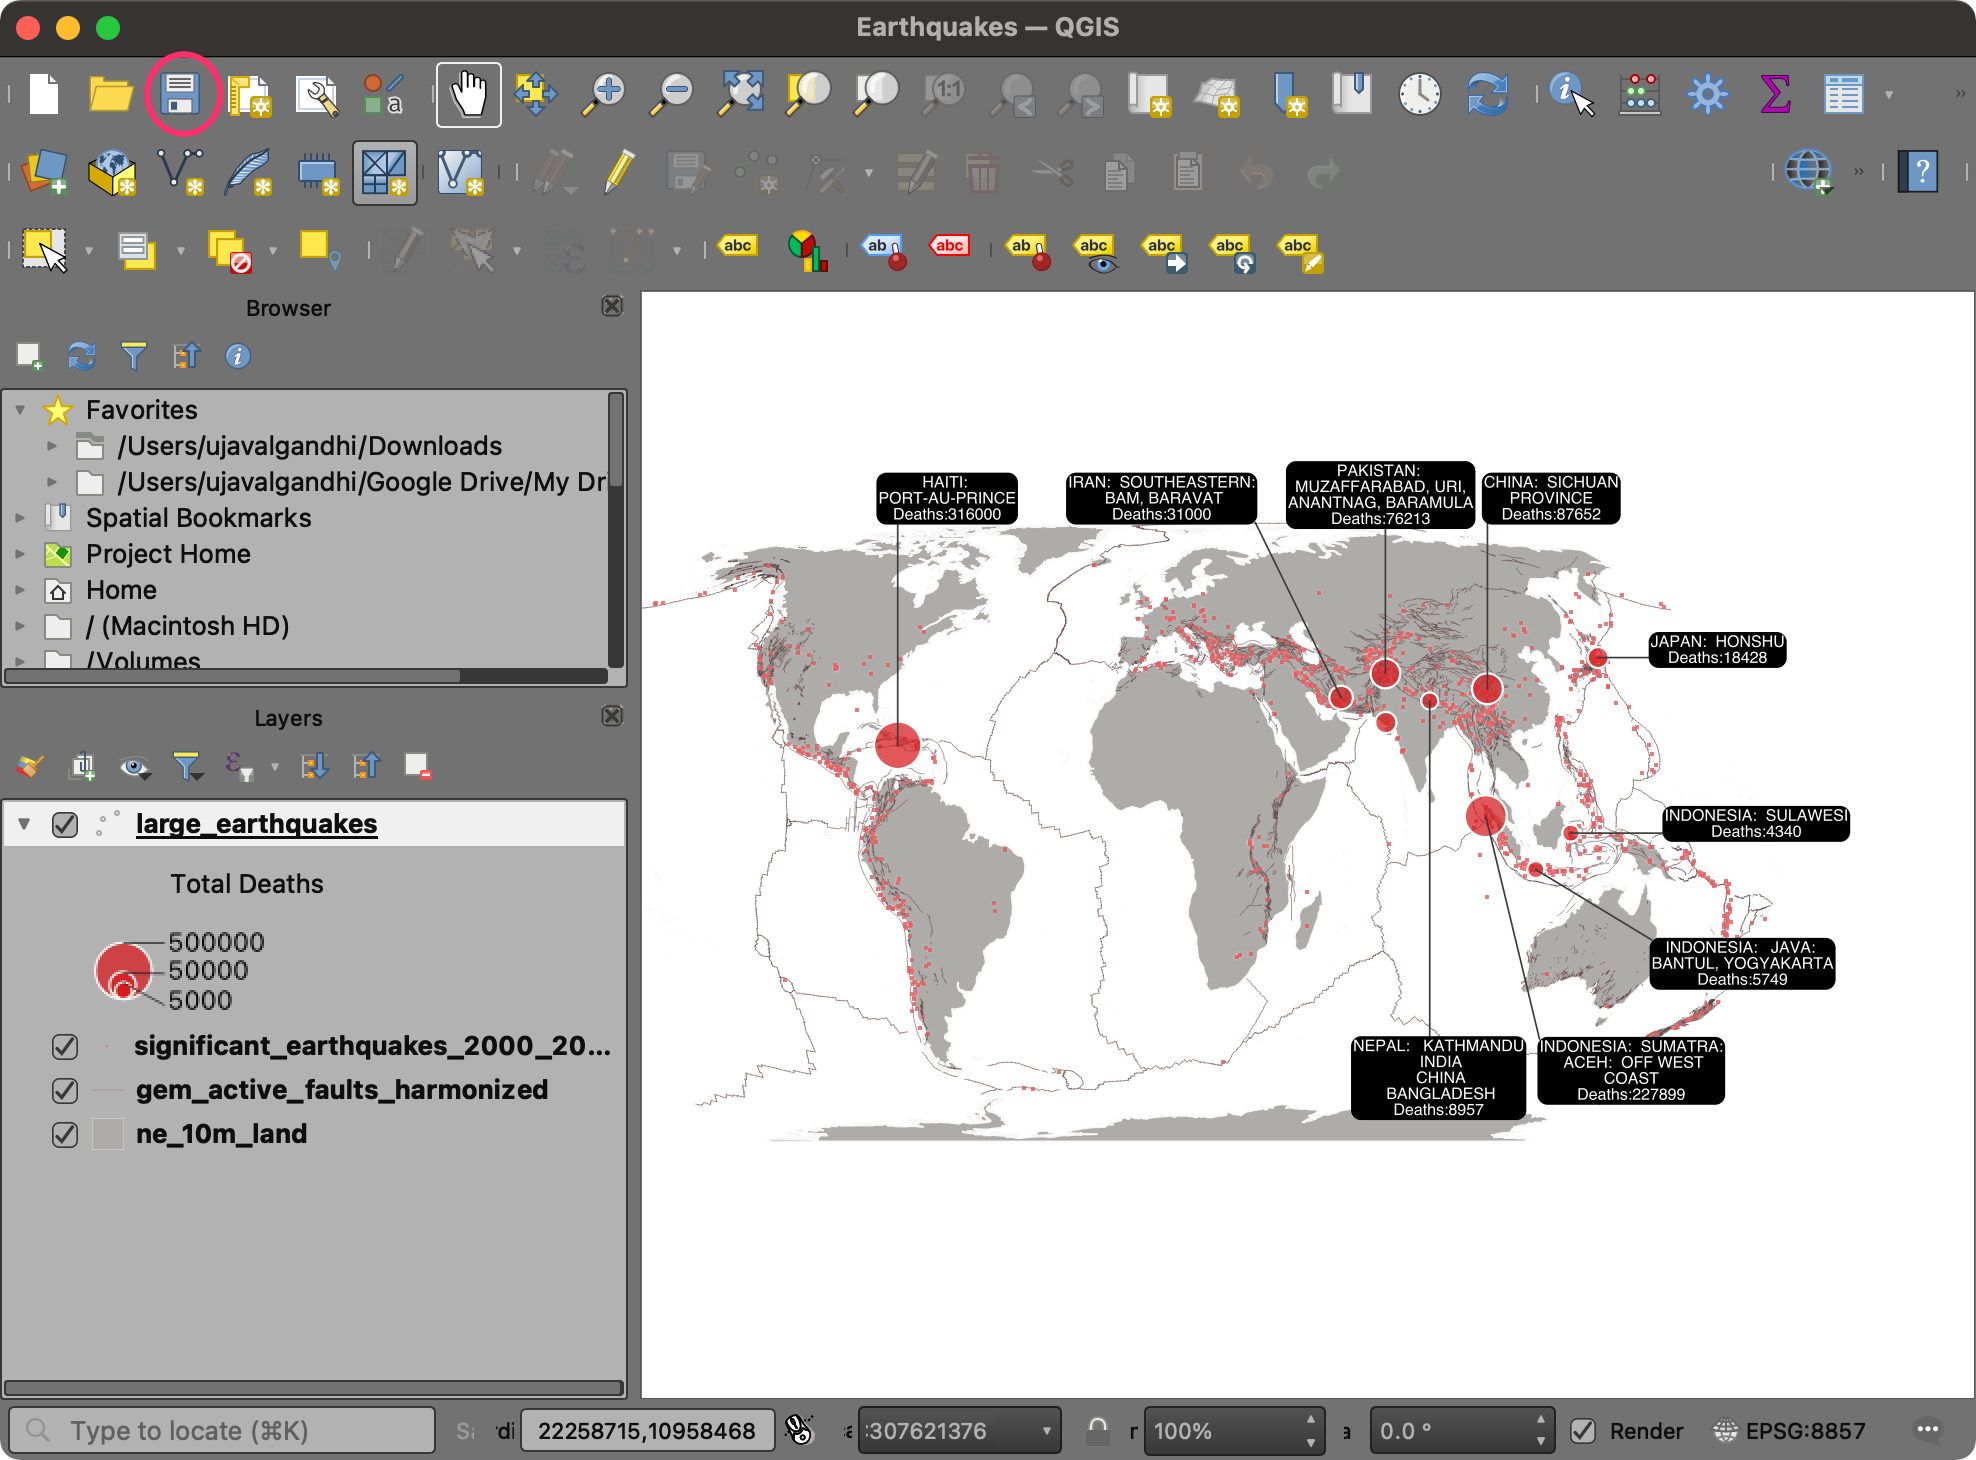 Earthquakes — QGIS
1:1
a
abc
ab
abc
ab
abc
abc
abc
abc
Browser
Favorites
/Users/ujavalgandhi/Downloads
/Users/ujavalgandhi/Google Drive/My Dr
Spatial Bookmarks
Project Home
Home
/ (Macintosh HD)
/Volumes
Layers
large_earthquakes
Total Deaths
500000
50000
5000
significant_earthquakes_2000_20...
gem_active_faults_harmonized
ne_10m_land
HAITI:
PORT-AU-PRINCE
Deaths:316000
IRAN: SOUTHEASTERN:
BAM, BARAVAT
Deaths:31000
PAKISTAN:
MUZAFFARABAD, URI,
ANANTNAG, BARAMULA
Deaths:76213
CHINA: SICHUAN
PROVINCE
Deaths:87652
JAPAN: HONSHU
Deaths:18428
INDONESIA: SULAWESI
Deaths:4340
INDONESIA: JAVA:
BANTUL, YOGYAKARTA
Deaths:5749
NEPAL: KATHMANDU
INDIA
CHINA
BANGLADESH
Deaths:8957
INDONESIA: SUMATRA:
ACEH: OFF WEST
COAST
Deaths:227899
Type to locate (⌘K)
22258715,10958468
:307621376
r 100%
0.0 °
Render
EPSG:8857